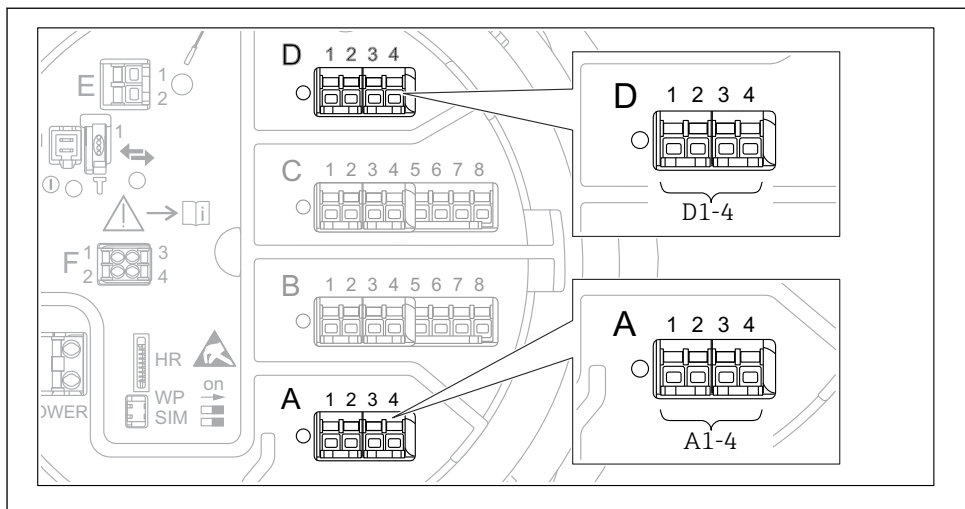 E
1
2
1
1 3
F
2 4
HR
WP on
SIM
OWER
D 1 2 3 4
C 1 2 3 4 5 6 7 8
B 1 2 3 4 5 6 7 8
A 1 2 3 4
D 1 2 3 4
D1-4
A 1 2 3 4
A1-4